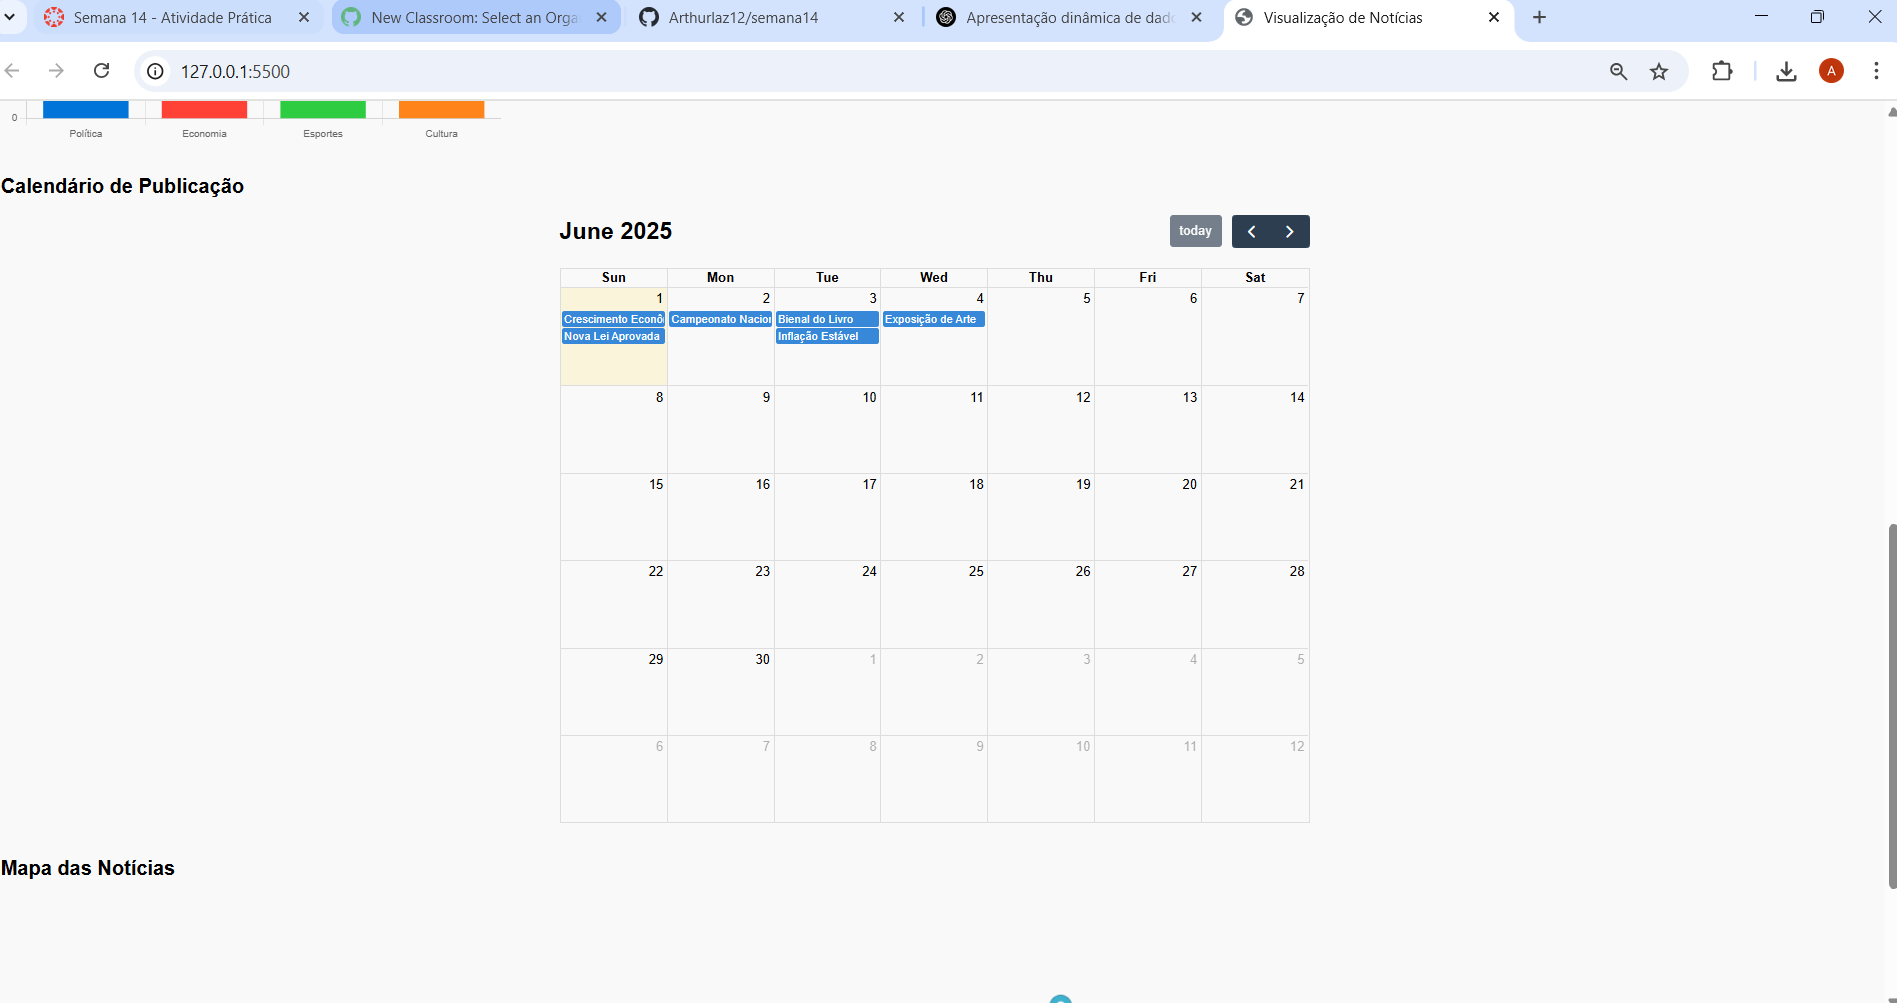 Semana 14 - Atividade Prática
New Classroom: Select an Orga
Arthurlaz12/semana14
Apresentação dinâmica de dado
Visualização de Notícias
127.0.0.1:5500
A
0
Política Economia Esportes Cultura
Calendário de Publicação
June 2025
today
Sun Mon Tue Wed Thu Fri Sat
1 2 3 4 5 6 7
Crescimento Econô Campeonato Nacion Bienal do Livro Exposição de Arte
Nova Lei Aprovada Inflação Estável
8 9 10 11 12 13 14
15 16 17 18 19 20 21
22 23 24 25 26 27 28
29 30 1 2 3 4 5
6 7 8 9 10 11 12
Mapa das Notícias